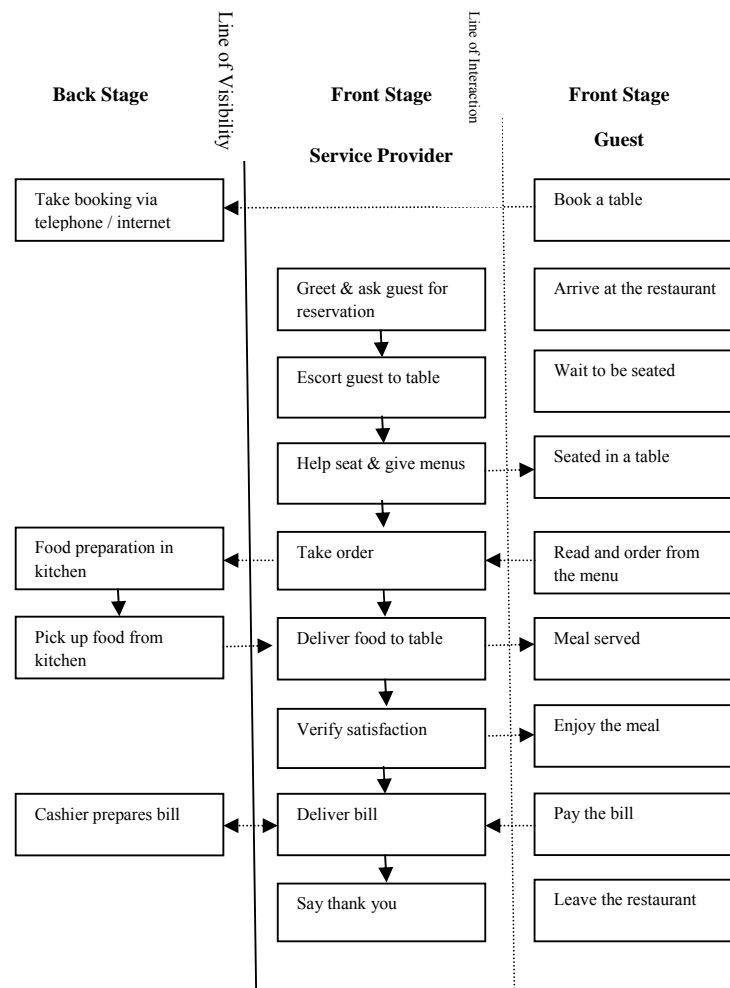 Line of Visibility
Line of Interaction
Back Stage
Front Stage
Front Stage
Service Provider
Guest
Take booking via
telephone / internet
Book a table
Greet & ask guest for
reservation
Arrive at the restaurant
Escort guest to table
Wait to be seated
Help seat & give menus
Seated in a table
Food preparation in
kitchen
Take order
Read and order from
the menu
Pick up food from
kitchen
Deliver food to table
Meal served
Verify satisfaction
Enjoy the meal
Cashier prepares bill
Deliver bill
Pay the bill
Say thank you
Leave the restaurant